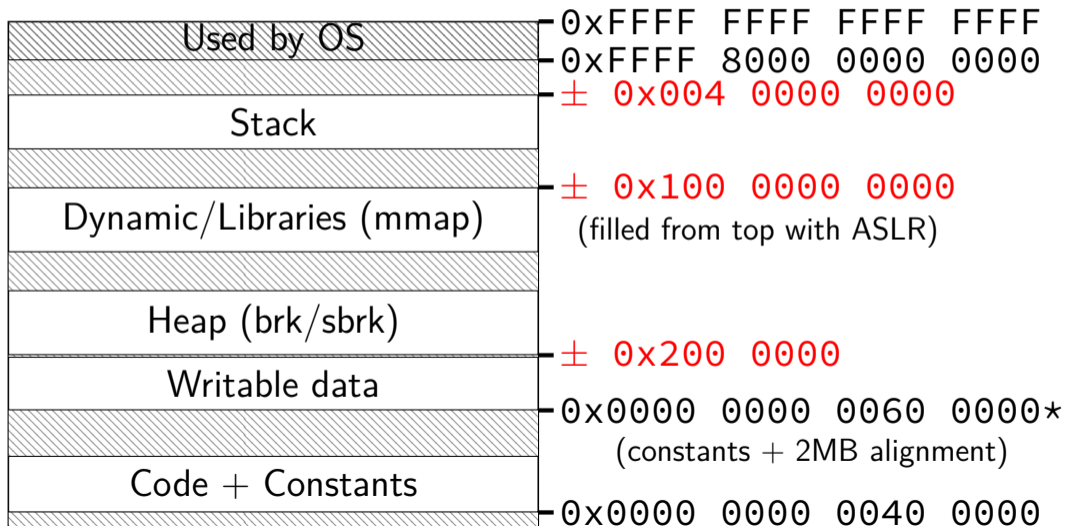 Used by OS
0xFFFF FFFF FFFF FFFF
0xFFFF 8000 0000 0000
± 0x004 0000 0000
Stack
± 0x100 0000 0000
Dynamic/Libraries (mmap)
(filled from top with ASLR)
Heap (brk/sbrk)
± 0x200 0000
Writable data
0x0000 0000 0060 0000*
(constants + 2MB alignment)
Code + Constants
0x0000 0000 0040 0000